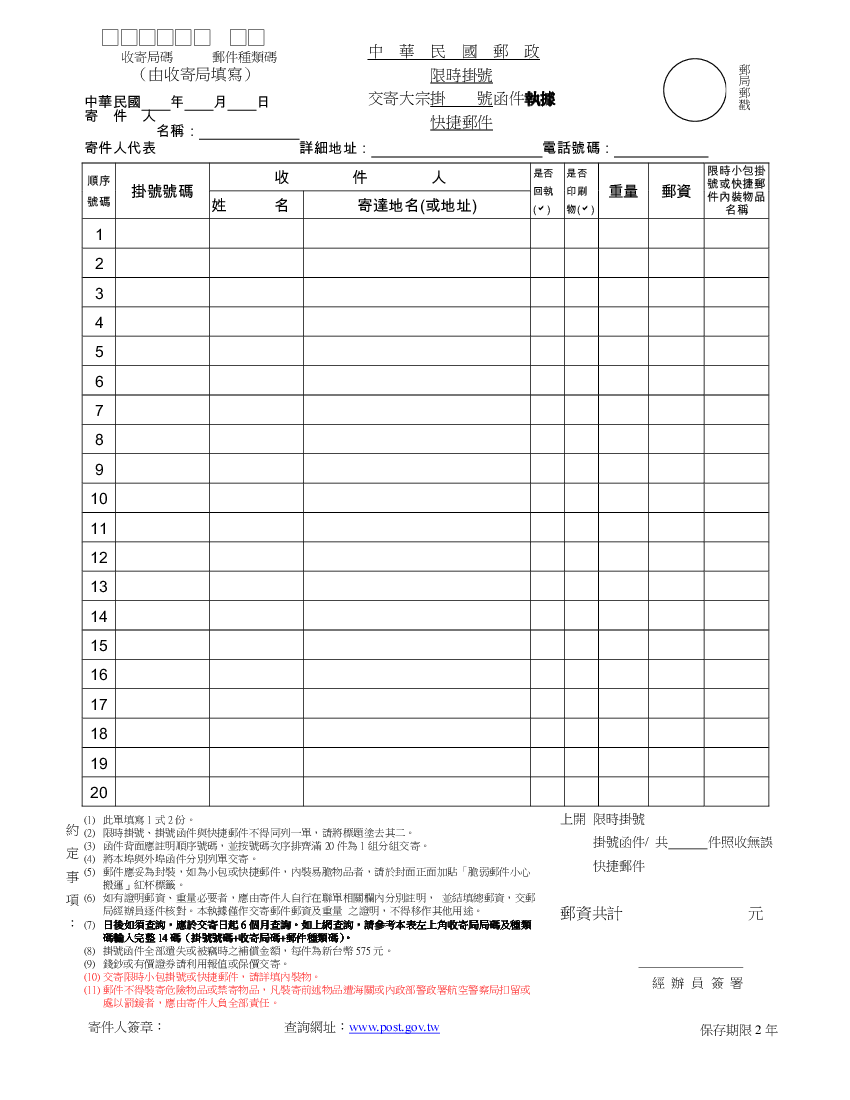 □□□□□□ □□
收寄局碼 郵件種類碼
（由收寄局填寫）
中 華 民 國 郵 政
限時掛號
交寄大宗掛 號函件執據
快捷郵件
郵局郵戳
中華民國____年____月____日
寄 件 人
名稱：
寄件人代表 詳細地址： 電話號碼：
順序號碼 掛號號碼 收 件 人 是否回執(✓) 是否印刷物(✓) 重量 郵資 限時小包掛號或快捷郵件內裝物品名稱
姓 名 寄達地名(或地址)
1
2
3
4
5
6
7
8
9
10
11
12
13
14
15
16
17
18
19
20
約定事項：
(1) 此單填寫 1 式 2 份。
(2) 限時掛號、掛號函件與快捷郵件不得同列一單，請將標題塗去其二。
(3) 函件背面應註明順序號碼，並按號碼次序排齊滿 20 件為 1 組分組交寄。
(4) 將本埠與外埠函件分別列單交寄。
(5) 郵件應妥為封裝，如為小包或快捷郵件，內裝易脆物品者，請於封面正面加貼「脆弱郵件小心
搬運」紅杯標籤。
(6) 如有證明郵資、重量必要者，應由寄件人自行在聯單相關欄內分別註明， 並結填總郵資，交郵
局經辦員逐件核對。本執據僅作交寄郵件郵資及重量 之證明，不得移作其他用途。
(7) 日後如須查詢，應於交寄日起 6 個月查詢。如上網查詢，請參考本表左上角收寄局局碼及種類
碼輸入完整 14 碼（掛號號碼+收寄局碼+郵件種類碼）。
(8) 掛號函件全部遺失或被竊時之補償金額，每件為新台幣 575 元。
(9) 錢鈔或有價證券請利用報值或保價交寄。
(10) 交寄限時小包掛號或快捷郵件，請詳填內裝物。
(11) 郵件不得裝寄危險物品或禁寄物品，凡裝寄前述物品遭海關或內政部警政署航空警察局扣留或
處以罰鍰者，應由寄件人負全部責任。
上開 限時掛號
掛號函件/ 共_____件照收無誤
快捷郵件
郵資共計 元
經 辦 員 簽 署
寄件人簽章： 查詢網址：www.post.gov.tw 保存期限 2 年